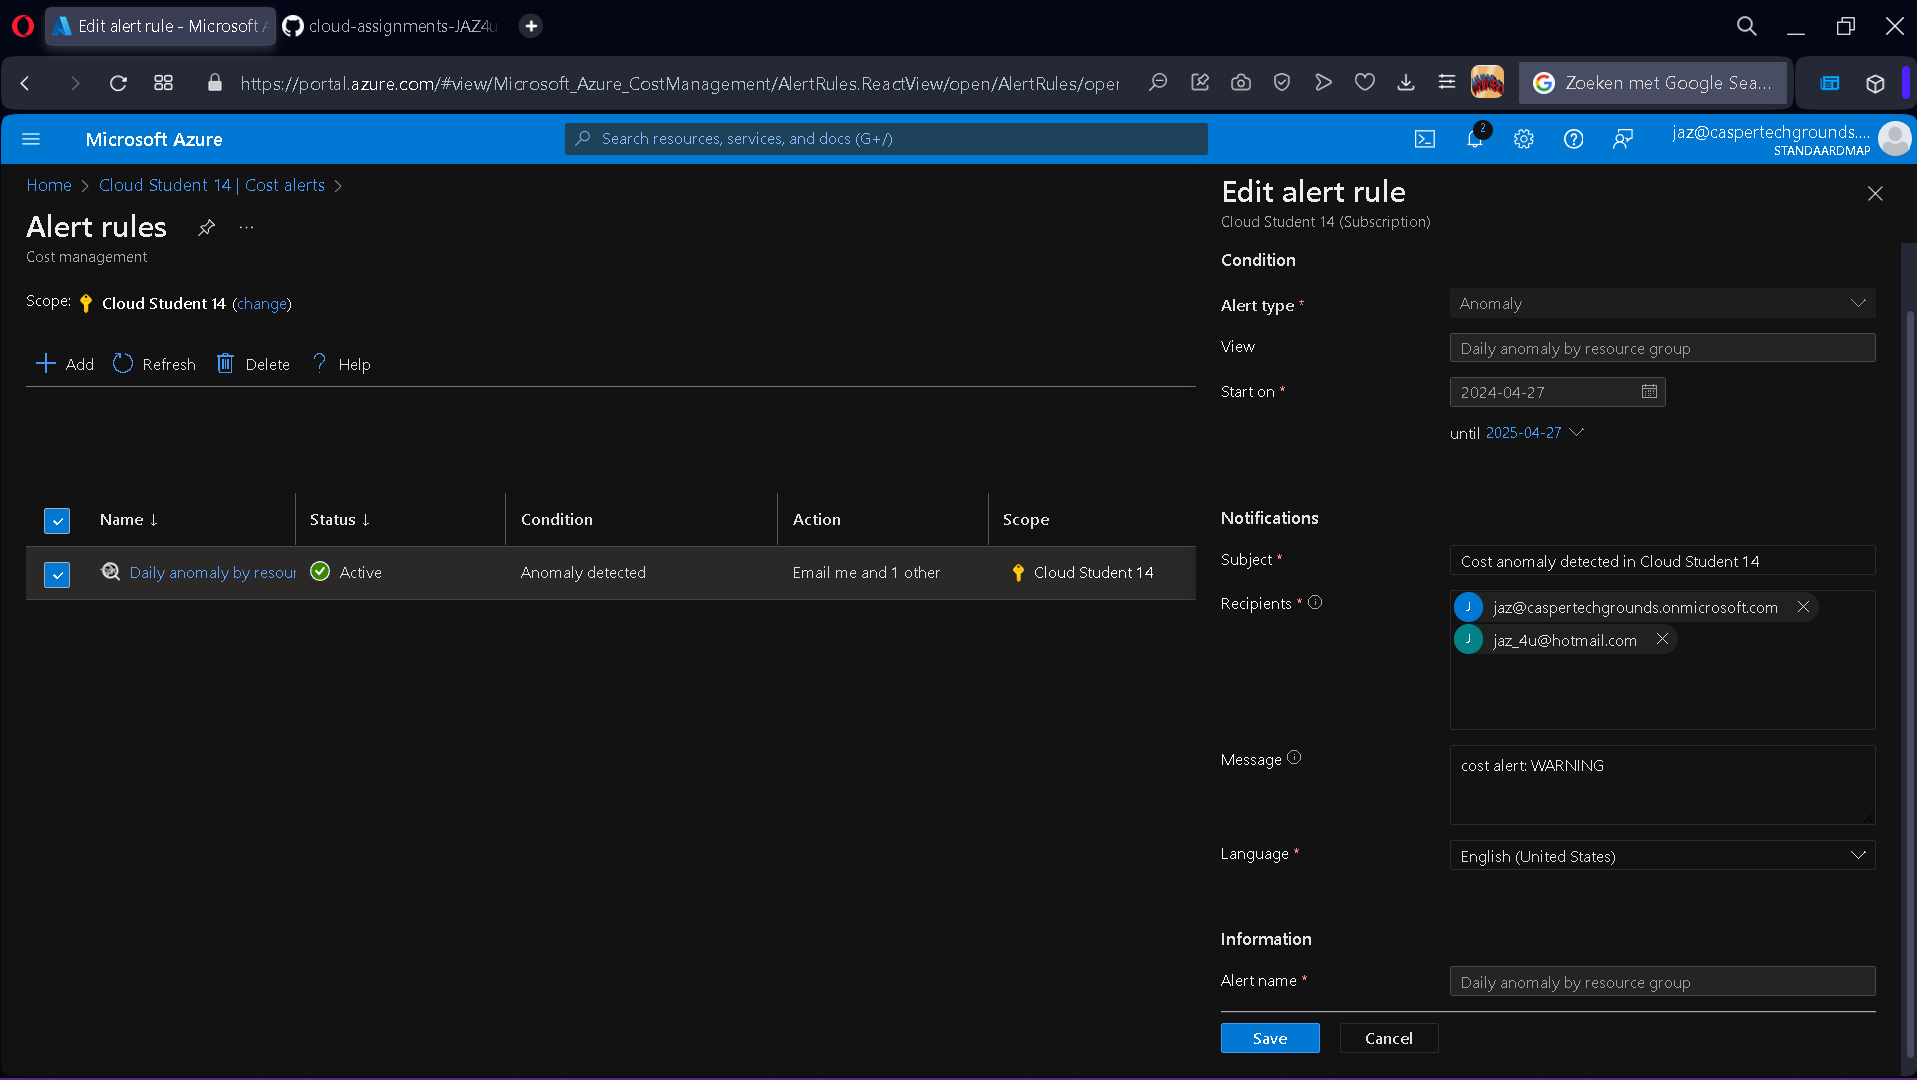 Edit alert rule - Microsoft A
cloud-assignments-JAZ4u
https://portal.azure.com/#view/Microsoft_Azure_CostManagement/AlertRules.ReactView/open/AlertRules/oper
Zoeken met Google Sea...
Microsoft Azure
Search resources, services, and docs (G+/)
2
jaz@caspertechgrounds....
STANDAARDMAP
Home > Cloud Student 14 | Cost alerts >
Alert rules
...
Cost management
Scope: Cloud Student 14 (change)
Add Refresh Delete Help
Name ↓ Status ↓ Condition Action Scope
Daily anomaly by resour Active Anomaly detected Email me and 1 other Cloud Student 14
Edit alert rule
Cloud Student 14 (Subscription)
Condition
Alert type * Anomaly
View Daily anomaly by resource group
Start on * 2024-04-27
until 2025-04-27
Notifications
Subject * Cost anomaly detected in Cloud Student 14
Recipients * J jaz@caspertechgrounds.onmicrosoft.com
J jaz_4u@hotmail.com
Message cost alert: WARNING
Language * English (United States)
Information
Alert name * Daily anomaly by resource group
Save Cancel